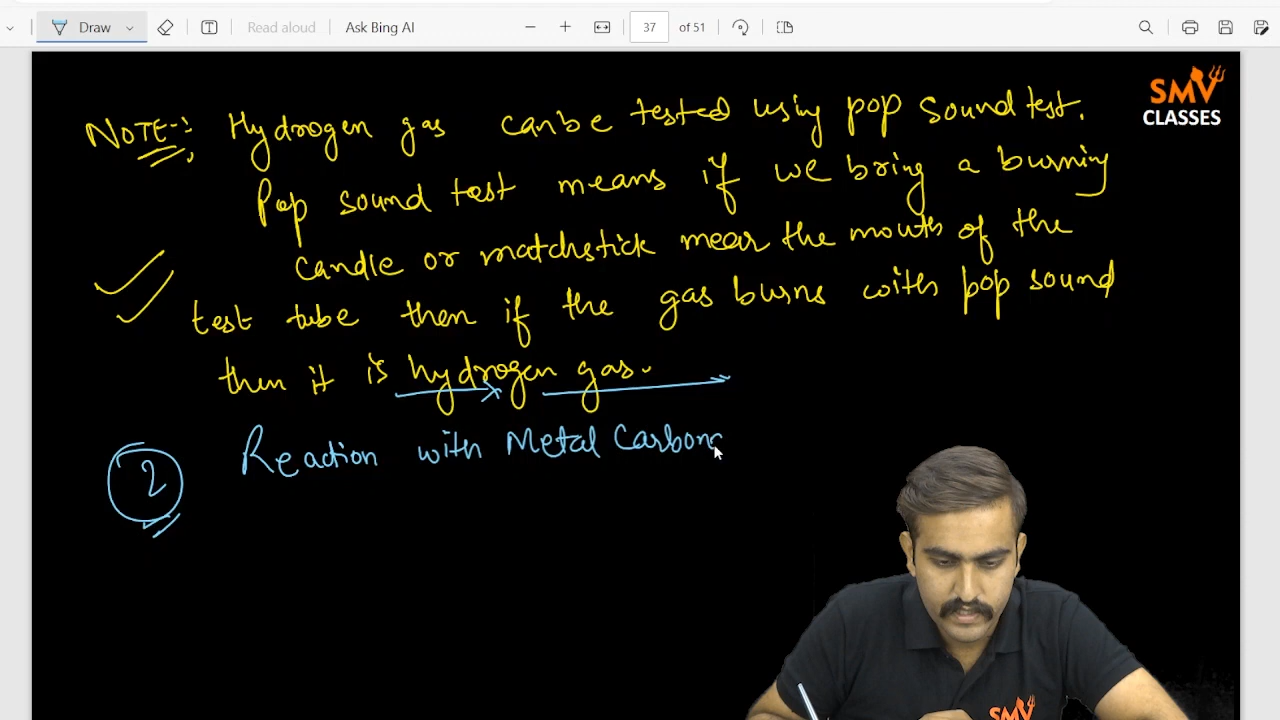 Draw
Read aloud
Ask Bing AI
37 of 51
SMV
CLASSES
NOTE-: Hydrogen gas canbe tested using pop sound test.
Pop sound test means if we bring a burning
candle or matchstick near the mouth of the
test tube then if the gas burns with pop sound
then it is hydrogen gas.
2 Reaction with Metal Carbona
SMV